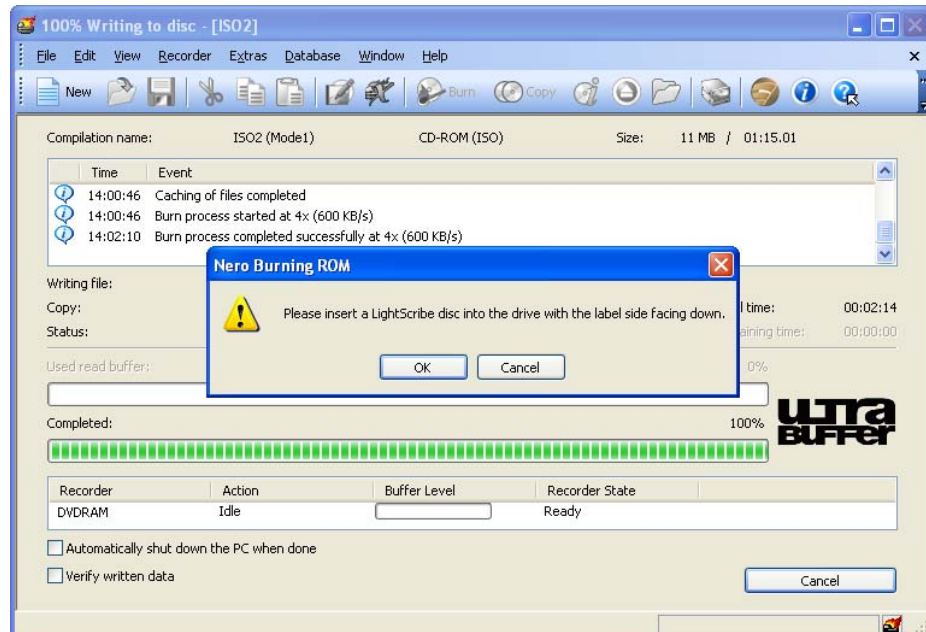 100% Writing to disc - [ISO2]
File Edit View Recorder Extras Database Window Help
New Burn Copy
Compilation name: ISO2 (Mode1) CD-ROM (ISO) Size: 11 MB / 01:15.01
Time Event
14:00:46 Caching of files completed
14:00:46 Burn process started at 4x (600 KB/s)
14:02:10 Burn process completed successfully at 4x (600 KB/s)
Nero Burning ROM
Please insert a LightScribe disc into the drive with the label side facing down.
OK Cancel
Writing file:
Copy: l time: 00:02:14
Status: aining time: 00:00:00
Used read buffer: 0%
Completed: 100%
ULTRA
BUFFER
Recorder Action Buffer Level Recorder State
DVDRAM Idle Ready
Automatically shut down the PC when done
Verify written data
Cancel